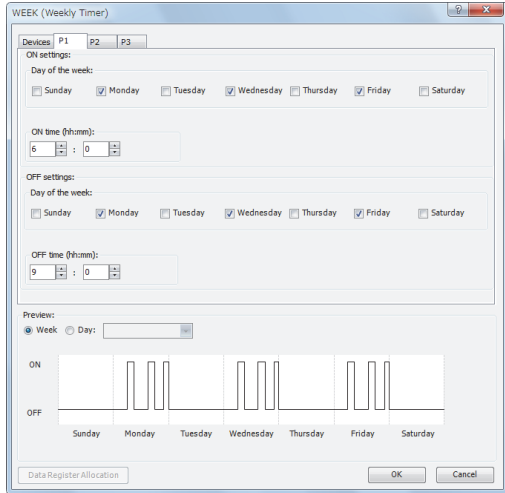 WEEK (Weekly Timer)
Devices P1 P2 P3
ON settings:
Day of the week:
Sunday Monday Tuesday Wednesday Thursday Friday Saturday
ON time (hh:mm):
6 : 0
OFF settings:
Day of the week:
Sunday Monday Tuesday Wednesday Thursday Friday Saturday
OFF time (hh:mm):
9 : 0
Preview:
Week Day:
ON
OFF
Sunday Monday Tuesday Wednesday Thursday Friday Saturday
Data Register Allocation OK Cancel